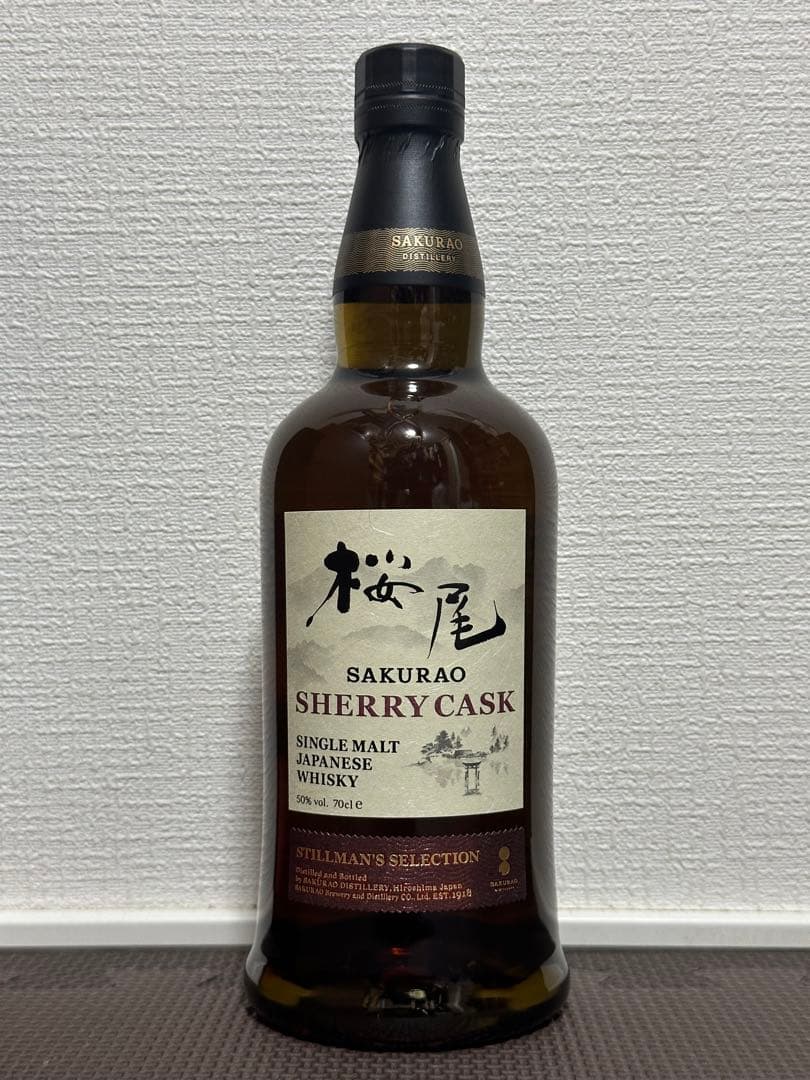 SAKURAO
DISTILLERY
桜尾
SAKURAO
SHERRY CASK
SINGLE MALT
JAPANESE
WHISKY
50% vol. 70cl e
STILLMAN'S SELECTION
Distilled and Bottled
by SAKURAO DISTILLERY, Hiroshima Japan
SAKURAO Brewery and Distillery CO., Ltd. EST. 1918
SAKURAO